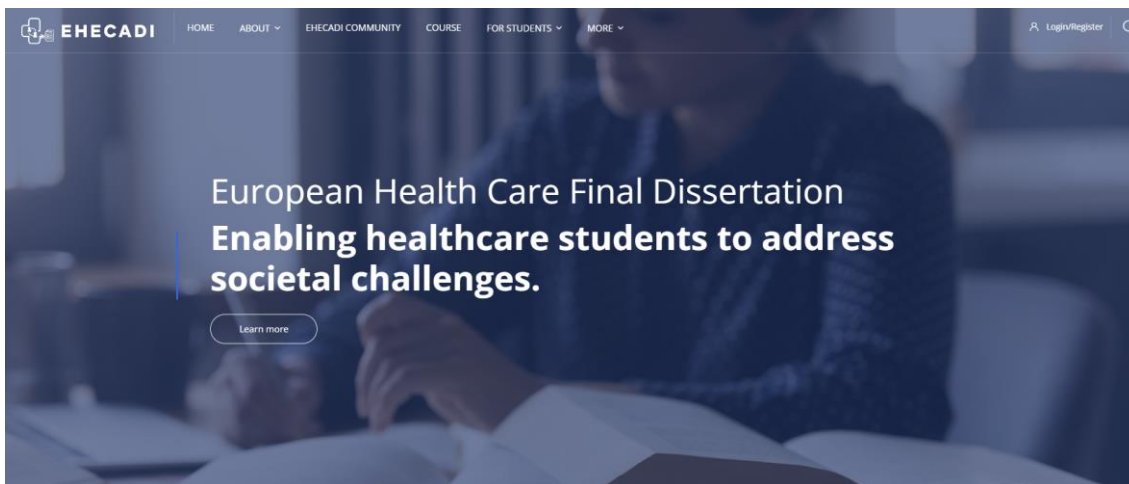 EHECADI
HOME ABOUT EHECADI COMMUNITY COURSE FOR STUDENTS MORE Login/Register
European Health Care Final Dissertation
Enabling healthcare students to address
societal challenges.
Learn more